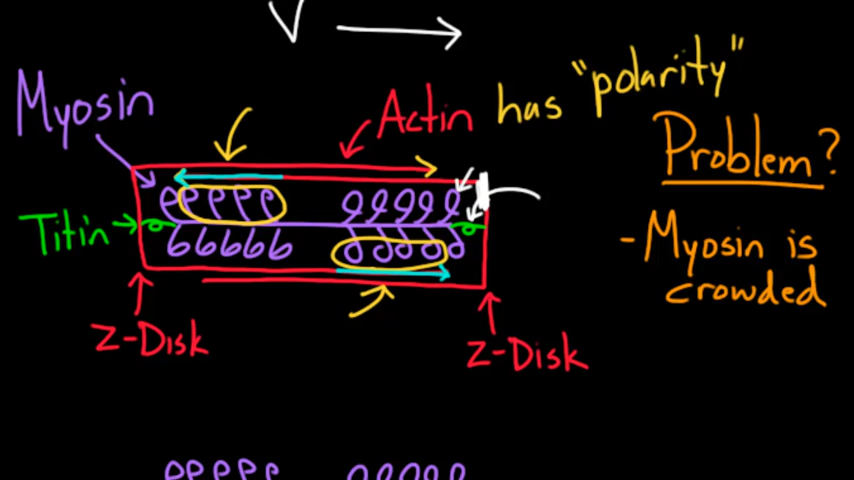 Myosin
Actin has "polarity"
Problem?
Titin
- Myosin is
crowded
Z-Disk
Z-Disk